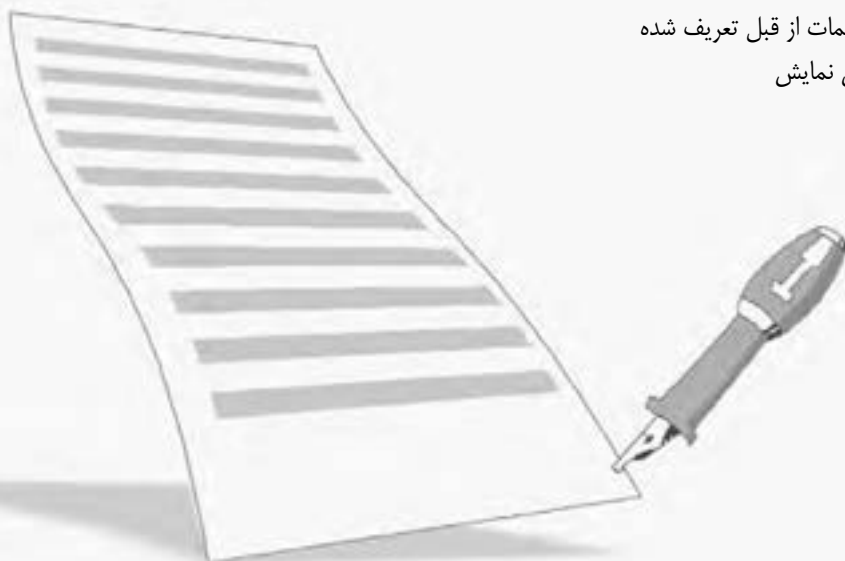 مات از قبل تعریف شده
نمایش